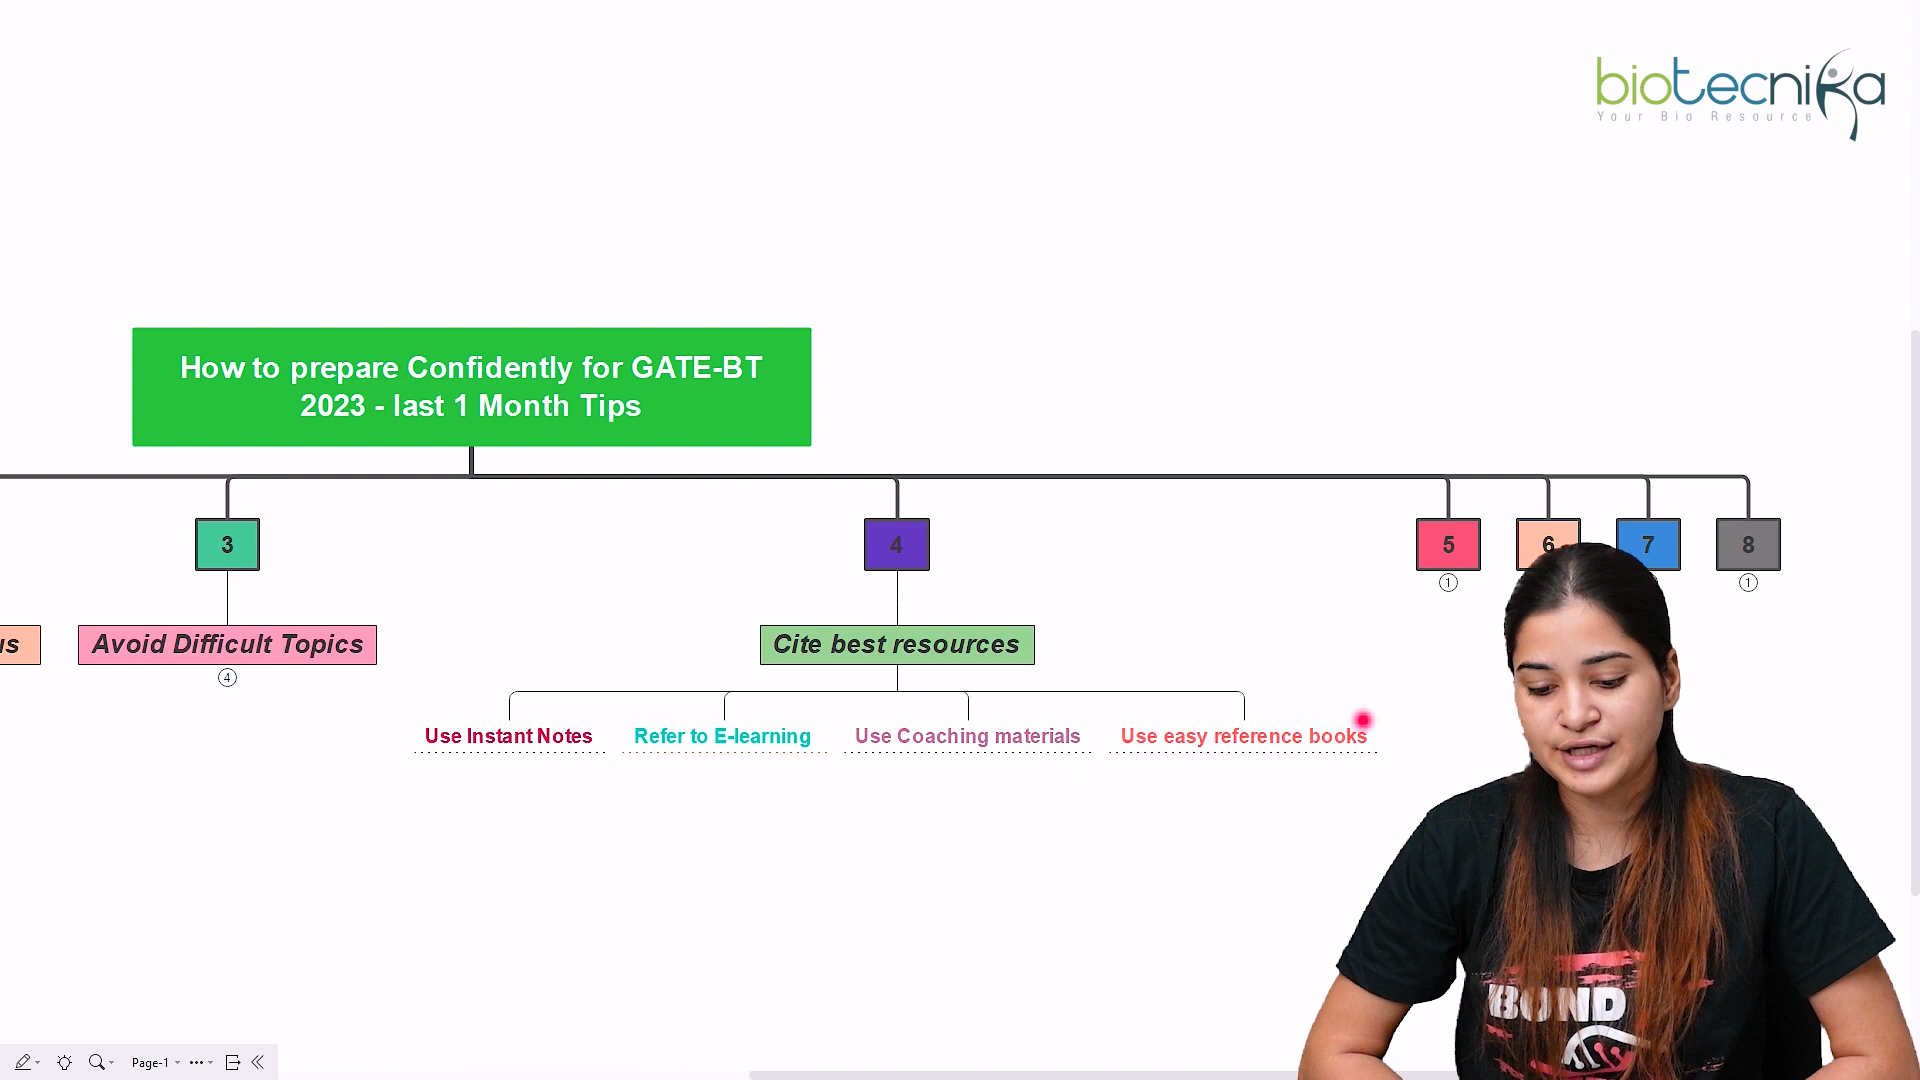 biotecnika
Your Bio Resource
How to prepare Confidently for GATE-BT
2023 - last 1 Month Tips
3
4
5
6
7
8
1
1
us
Avoid Difficult Topics
Cite best resources
4
Use Instant Notes
Refer to E-learning
Use Coaching materials
Use easy reference books
BOND
Page-1